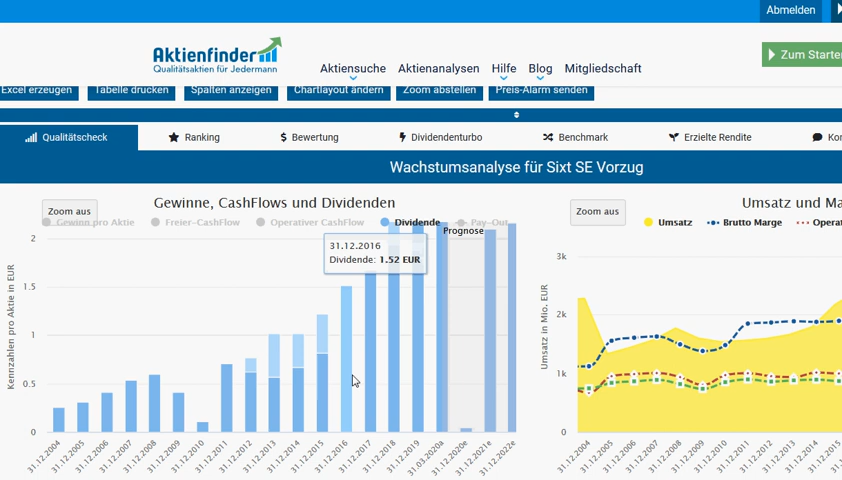 Abmelden
Aktienfinder
Qualitätsaktien für Jedermann
Aktiensuche Aktienanalysen Hilfe Blog Mitgliedschaft
Zum Starter
Excel erzeugen Tabelle drucken Spalten anzeigen Chartlayout ändern Zoom abstellen Preis-Alarm senden
Qualitätscheck Ranking Bewertung Dividendenturbo Benchmark Erzielte Rendite Kon
Wachstumsanalyse für Sixt SE Vorzug
Zoom aus
Gewinne, CashFlows und Dividenden
Gewinn pro Aktie Freier-CashFlow Operativer CashFlow Dividende Pay-Out
Prognose
31.12.2016
Dividende: 1.52 EUR
Kennzahlen pro Aktie in EUR
2
1.5
1
0.5
0
31.12.2004 31.12.2005 31.12.2006 31.12.2007 31.12.2008 31.12.2009 31.12.2010 31.12.2011 31.12.2012 31.12.2013 31.12.2014 31.12.2015 31.12.2016 31.12.2017 31.12.2018 31.12.2019 31.03.2020a 31.12.2020e 31.12.2021e 31.12.2022e
Zoom aus
Umsatz und Ma
Umsatz Brutto Marge Operat
Umsatz in Mio. EUR
3k
2k
1k
0
31.12.2004 31.12.2005 31.12.2006 31.12.2007 31.12.2008 31.12.2009 31.12.2010 31.12.2011 31.12.2012 31.12.2013 31.12.2014 31.12.2015